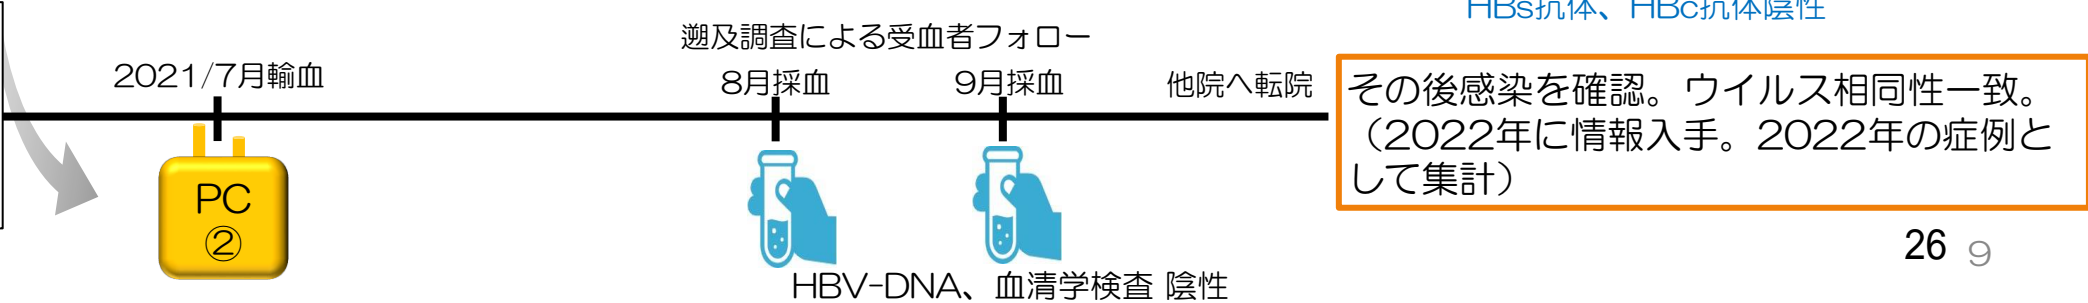 HBs抗体、HBc抗体陰性
遡及調査による受血者フォロー
2021/7月輸血
8月採血
9月採血
他院へ転院
その後感染を確認。ウイルス相同性一致。
（2022年に情報入手。2022年の症例と
して集計）
PC
②
HBV-DNA、血清学検査 陰性
26
9